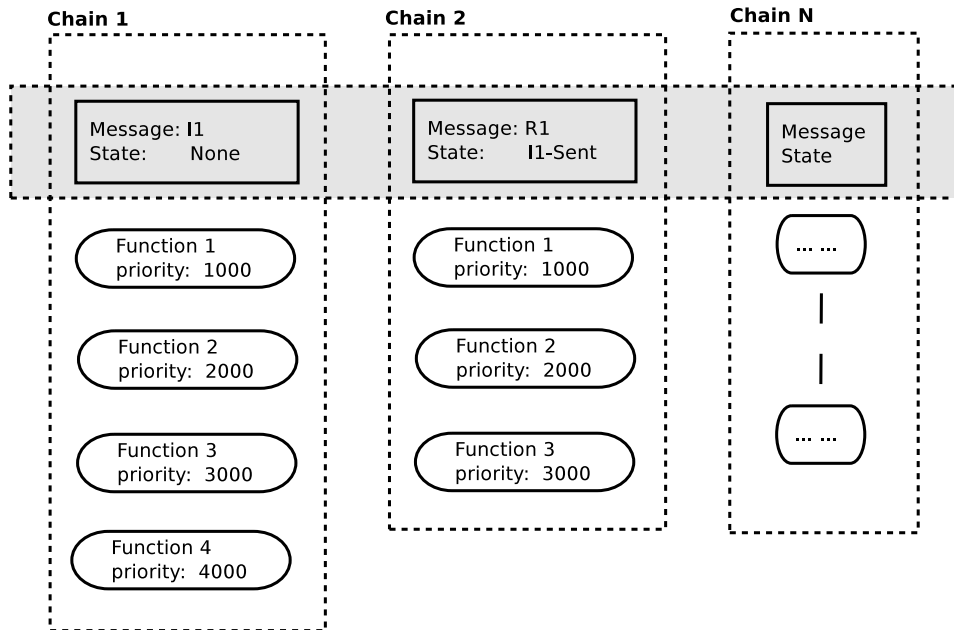 Chain 1
Message: I1
State: None
Function 1
priority: 1000
Function 2
priority: 2000
Function 3
priority: 3000
Function 4
priority: 4000
Chain 2
Message: R1
State: I1-Sent
Function 1
priority: 1000
Function 2
priority: 2000
Function 3
priority: 3000
Chain N
Message
State
... ...
... ...